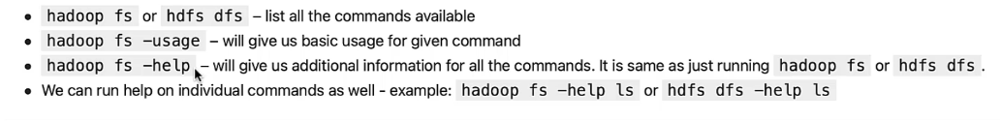 • hadoop fs or hdfs dfs – list all the commands available
• hadoop fs –usage – will give us basic usage for given command
• hadoop fs –help – will give us additional information for all the commands. It is same as just running hadoop fs or hdfs dfs.
• We can run help on individual commands as well - example: hadoop fs –help ls or hdfs dfs –help ls